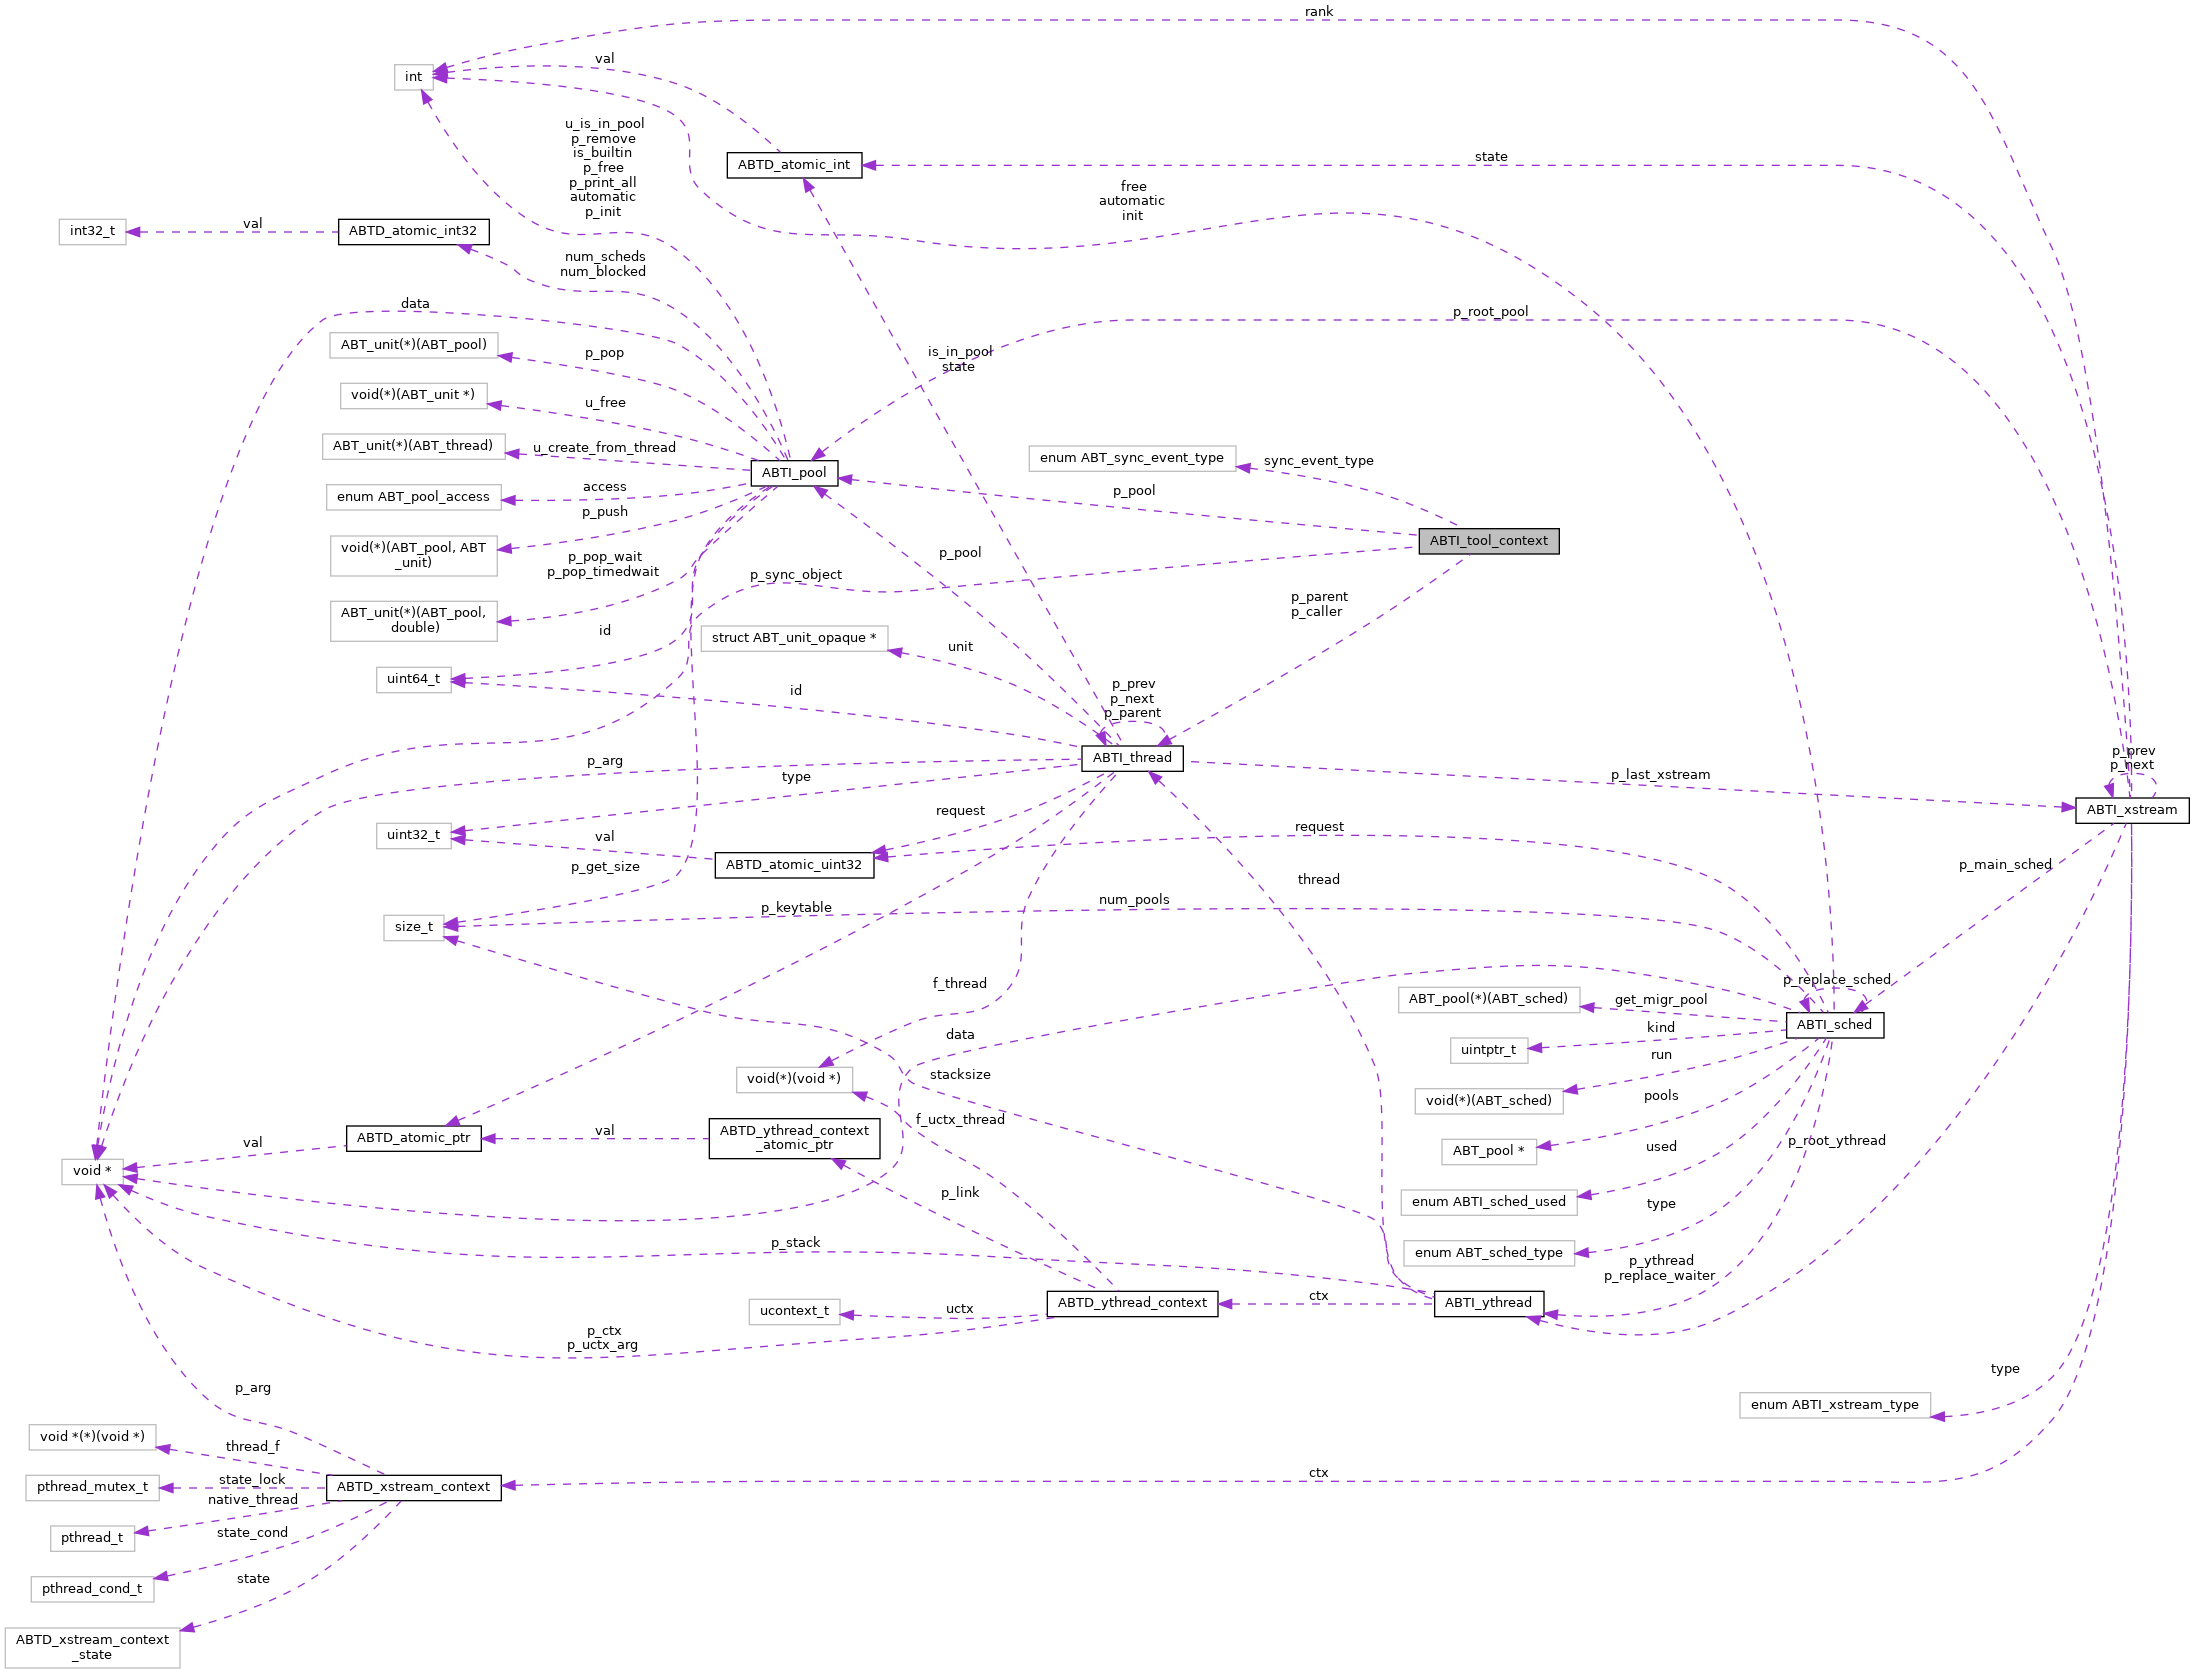 rank
int
val
u_is_in_pool
p_remove
is_builtin
p_free
p_print_all
automatic
p_init
ABTD_atomic_int
state
free
automatic
init
int32_t
val
ABTD_atomic_int32
num_scheds
num_blocked
data
p_root_pool
ABT_unit(*)(ABT_pool)
p_pop
is_in_pool
state
void(*)(ABT_unit *)
u_free
ABT_unit(*)(ABT_thread)
u_create_from_thread
ABTI_pool
enum ABT_sync_event_type
sync_event_type
enum ABT_pool_access
access
p_pool
p_push
ABTI_tool_context
void(*)(ABT_pool, ABT
_unit)
p_pop_wait
p_pop_timedwait
p_pool
p_sync_object
ABT_unit(*)(ABT_pool,
double)
p_parent
p_caller
id
struct ABT_unit_opaque *
unit
uint64_t
id
p_prev
p_next
p_parent
ABTI_thread
p_arg
type
p_last_xstream
p_prev
p_next
ABTI_xstream
request
uint32_t
val
ABTD_atomic_uint32
request
p_get_size
p_main_sched
thread
p_keytable
num_pools
size_t
f_thread
p_replace_sched
ABT_pool(*)(ABT_sched)
get_migr_pool
ABTI_sched
data
kind
uintptr_t
run
stacksize
void(*)(void *)
void(*)(ABT_sched)
pools
f_uctx_thread
ABTD_atomic_ptr
val
ABTD_ythread_context
_atomic_ptr
val
void *
ABT_pool *
used
p_root_ythread
p_link
enum ABTI_sched_used
type
p_stack
enum ABT_sched_type
p_ythread
p_replace_waiter
ucontext_t
uctx
ABTD_ythread_context
ctx
ABTI_ythread
p_ctx
p_uctx_arg
type
p_arg
enum ABTI_xstream_type
void *(*)(void *)
thread_f
ctx
pthread_mutex_t
state_lock
ABTD_xstream_context
native_thread
pthread_t
state_cond
pthread_cond_t
state
ABTD_xstream_context
_state